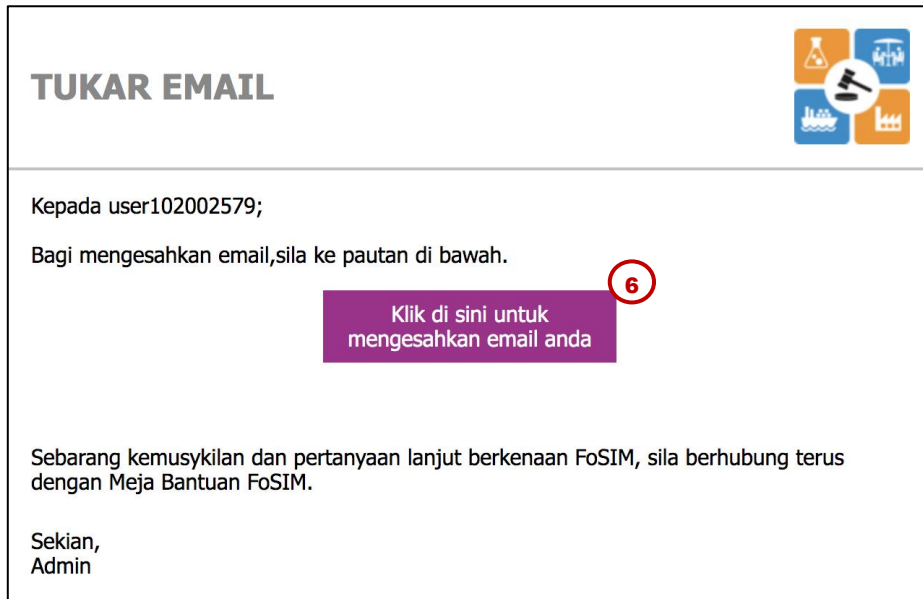 TUKAR EMAIL
Kepada user102002579;
Bagi mengesahkan email,sila ke pautan di bawah.
6
Klik di sini untuk
mengesahkan email anda
Sebarang kemusykilan dan pertanyaan lanjut berkenaan FoSIM, sila berhubung terus
dengan Meja Bantuan FoSIM.
Sekian,
Admin